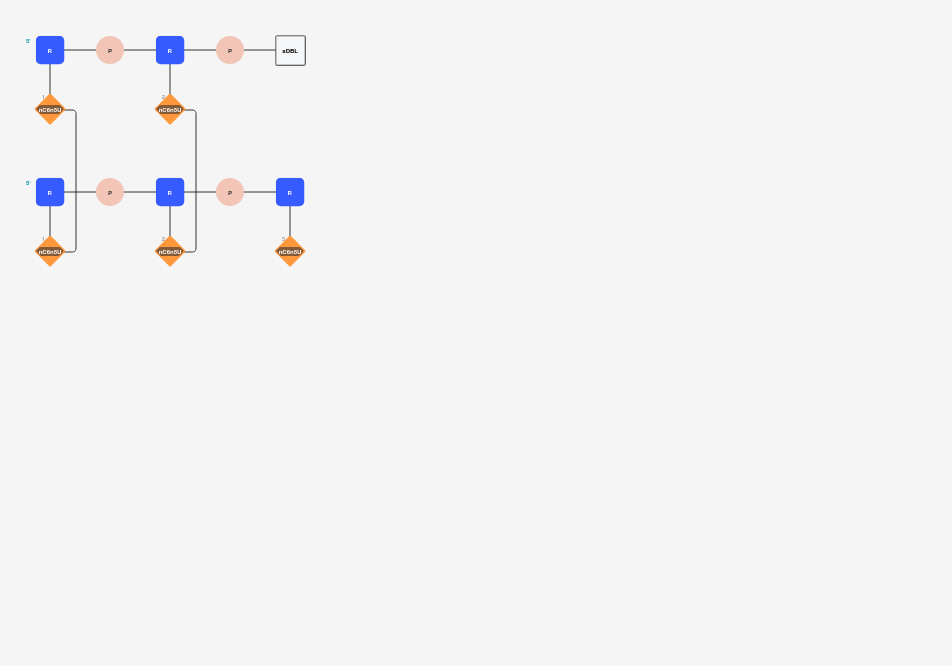 5'
R P R P sDBL
1 2
nC6n5U nC6n5U
5'
R P R P R
1 2 3
nC6n5U nC6n5U nC6n5U